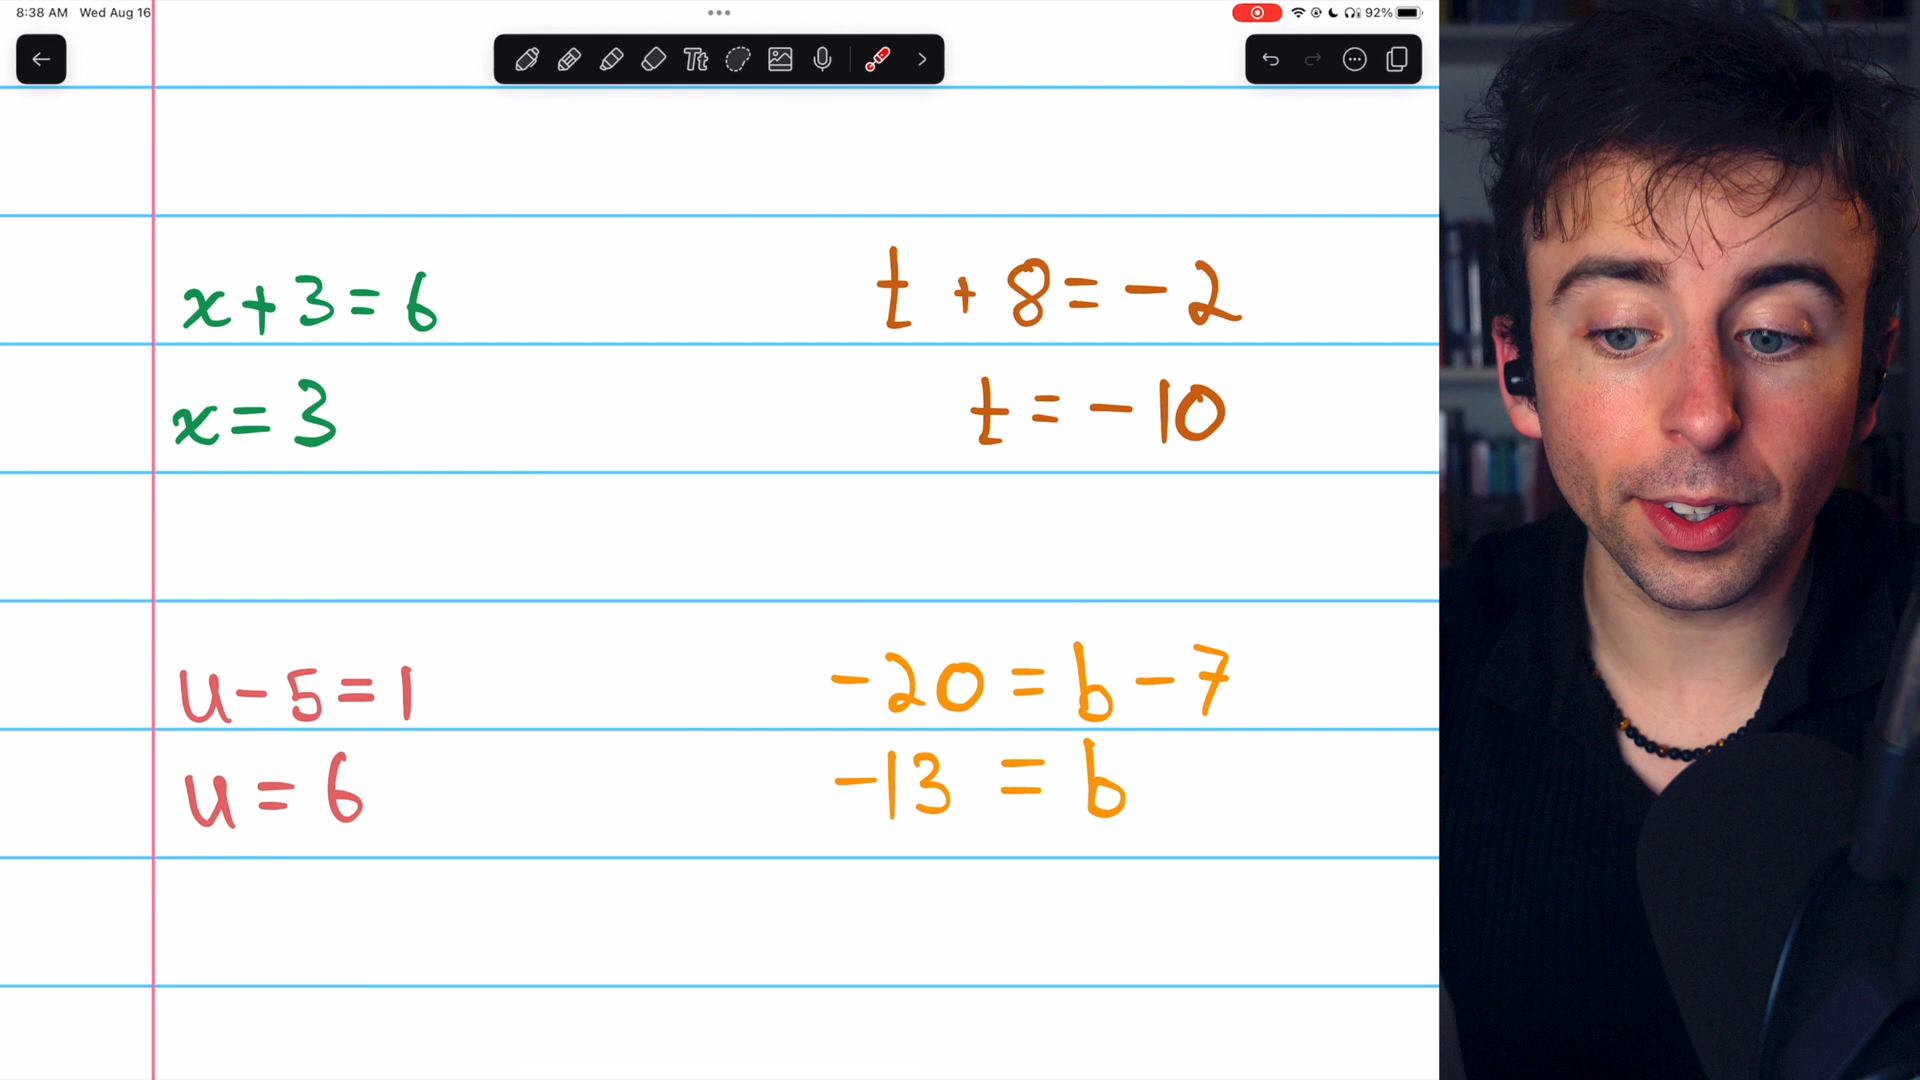 8:38 AM Wed Aug 16
92%
Tt
x + 3 = 6
x = 3
t + 8 = - 2
t = - 10
u - 5 = 1
u = 6
- 20 = b - 7
- 13 = b